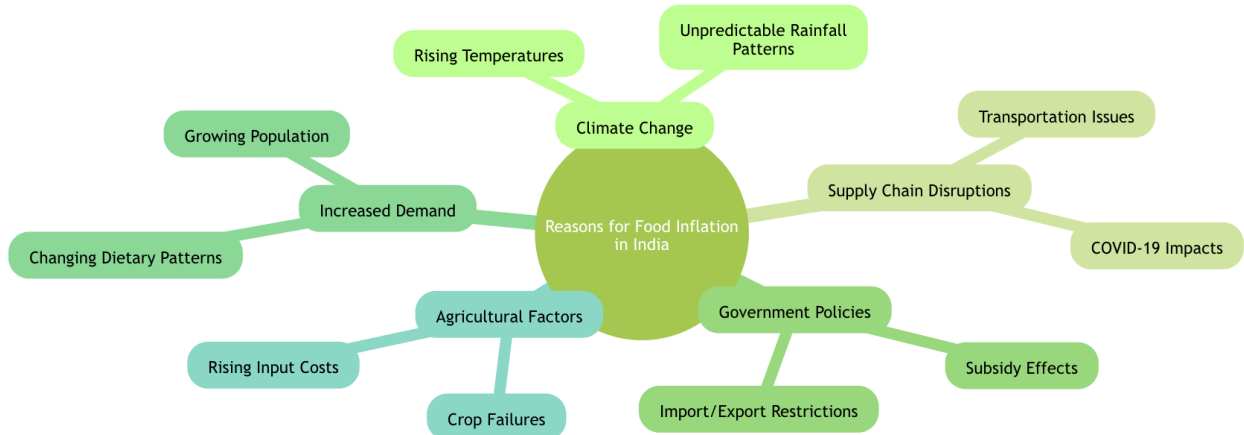 Unpredictable Rainfall
Patterns
Rising Temperatures
Climate Change
Transportation Issues
Growing Population
Supply Chain Disruptions
Increased Demand
Reasons for Food Inflation
in India
Changing Dietary Patterns
COVID-19 Impacts
Agricultural Factors
Government Policies
Rising Input Costs
Subsidy Effects
Crop Failures
Import/Export Restrictions